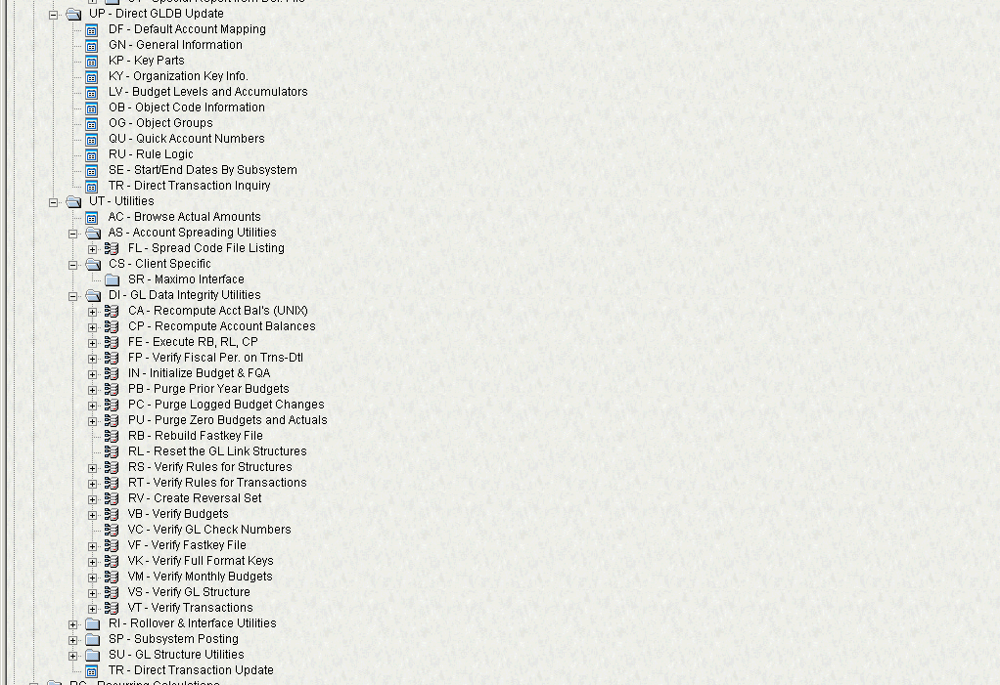 UP - Direct GLDB Update
DF - Default Account Mapping
GN - General Information
KP - Key Parts
KY - Organization Key Info.
LV - Budget Levels and Accumulators
OB - Object Code Information
OG - Object Groups
QU - Quick Account Numbers
RU - Rule Logic
SE - Start/End Dates By Subsystem
TR - Direct Transaction Inquiry
UT - Utilities
AC - Browse Actual Amounts
AS - Account Spreading Utilities
FL - Spread Code File Listing
CS - Client Specific
SR - Maximo Interface
DI - GL Data Integrity Utilities
CA - Recompute Acct Bal's (UNIX)
CP - Recompute Account Balances
FE - Execute RB, RL, CP
FP - Verify Fiscal Per. on Trns-Dtl
IN - Initialize Budget & FQA
PB - Purge Prior Year Budgets
PC - Purge Logged Budget Changes
PU - Purge Zero Budgets and Actuals
RB - Rebuild Fastkey File
RL - Reset the GL Link Structures
RS - Verify Rules for Structures
RT - Verify Rules for Transactions
RV - Create Reversal Set
VB - Verify Budgets
VC - Verify GL Check Numbers
VF - Verify Fastkey File
VK - Verify Full Format Keys
VM - Verify Monthly Budgets
VS - Verify GL Structure
VT - Verify Transactions
RI - Rollover & Interface Utilities
SP - Subsystem Posting
SU - GL Structure Utilities
TR - Direct Transaction Update
Recurring Calculations